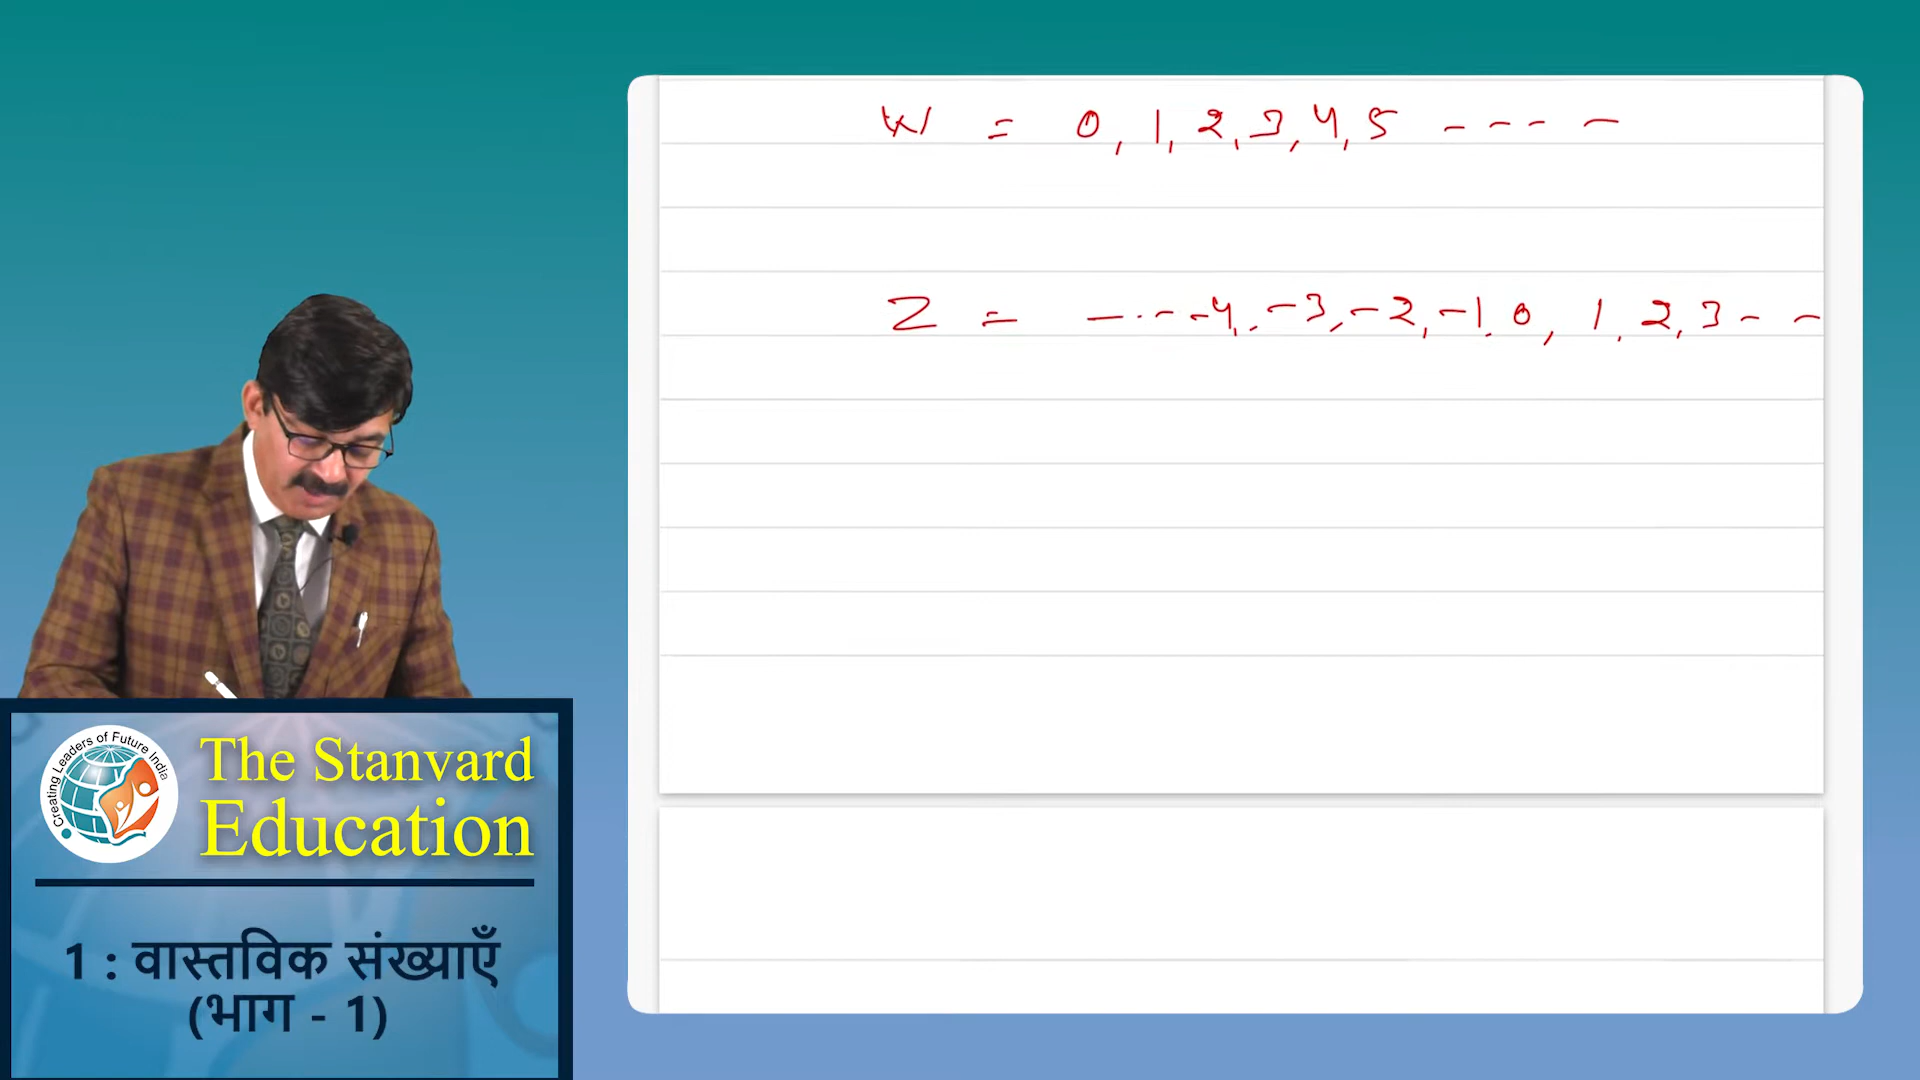 W = 0, 1, 2, 3, 4, 5 - - - -
Z = - - - -4, -3, -2, -1, 0, 1, 2, 3 - -
Creating Leaders of Future India
The Stanvard
Education
1 : वास्तविक संख्याएँ
(भाग - 1)